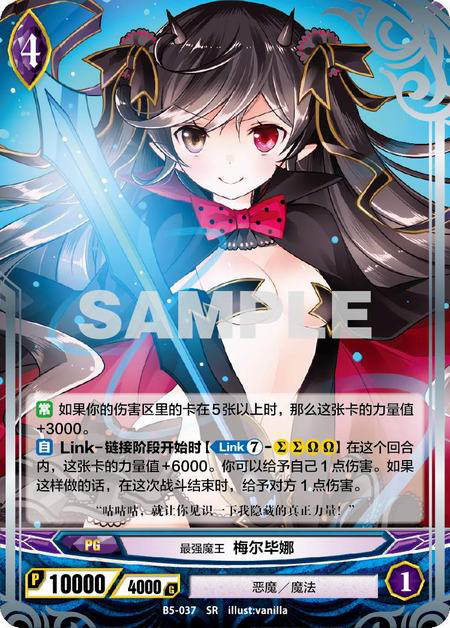 4
SAMPLE
常 如果你的伤害区里的卡在5张以上时，那么这张卡的力量值
+3000。
自 Link-链接阶段开始时【Link⑦-ΣΣΩΩ】在这个回合
内，这张卡的力量值+6000。你可以给予自己1点伤害。如果
这样做的话，在这次战斗结束时，给予对方1点伤害。
“咕咕咕，就让你见识一下我隐藏的真正力量！”
PG
最强魔王 梅尔毕娜
P 10000 / 4000 G
恶魔／魔法
1
B5-037 SR illust:vanilla